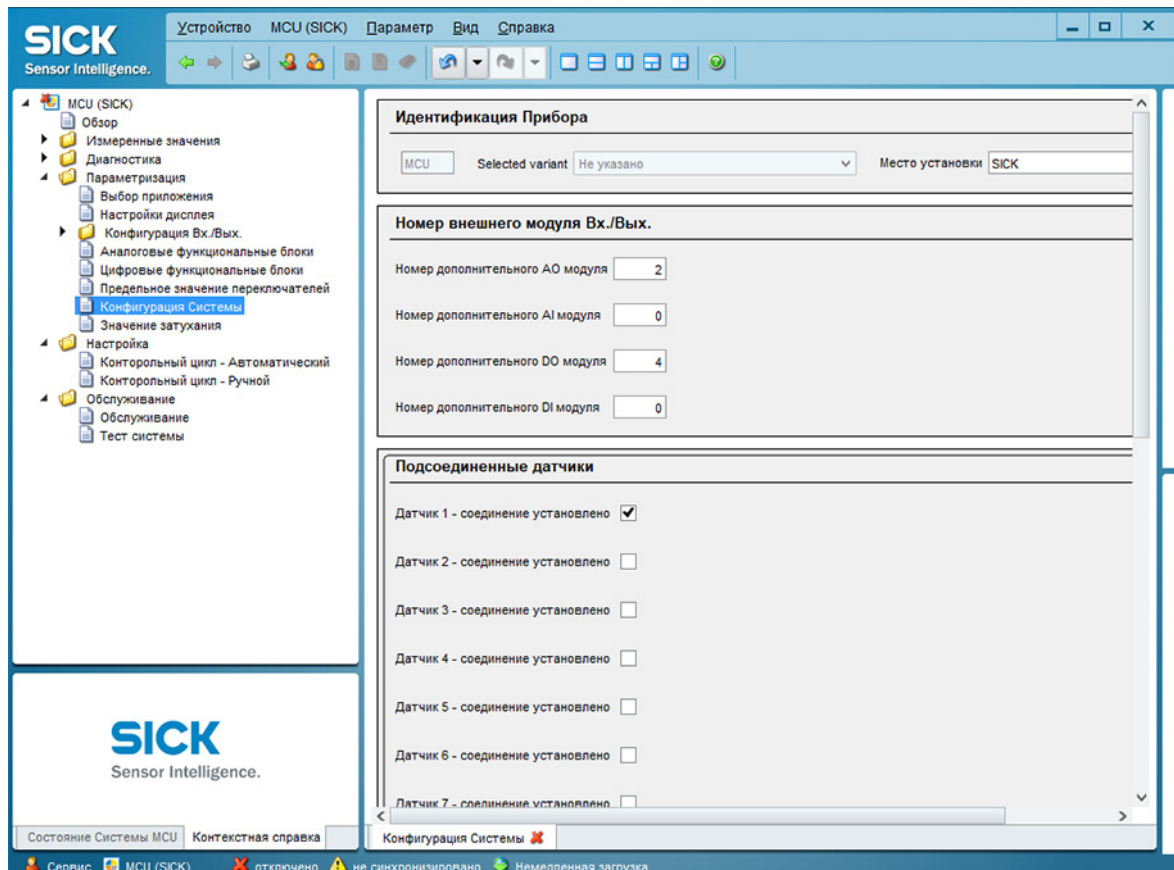 SICK
Sensor Intelligence.
Устройство MCU (SICK) Параметр Вид Справка
MCU (SICK)
Обзор
Измеренные значения
Диагностика
Параметризация
Выбор приложения
Настройки дисплея
Конфигурация Вх./Вых.
Аналоговые функциональные блоки
Цифровые функциональные блоки
Предельное значение переключателей
Конфигурация Системы
Значение затухания
Настройка
Конторольный цикл - Автоматический
Конторольный цикл - Ручной
Обслуживание
Обслуживание
Тест системы
SICK
Sensor Intelligence.
Состояние Системы MCU Контекстная справка
Идентификация Прибора
MCU Selected variant Не указано Место установки SICK
Номер внешнего модуля Вх./Вых.
Номер дополнительного AO модуля 2
Номер дополнительного AI модуля 0
Номер дополнительного DO модуля 4
Номер дополнительного DI модуля 0
Подсоединенные датчики
Датчик 1 - соединение установлено
Датчик 2 - соединение установлено
Датчик 3 - соединение установлено
Датчик 4 - соединение установлено
Датчик 5 - соединение установлено
Датчик 6 - соединение установлено
Датчик 7 - соединение установлено
Конфигурация Системы
Сервис MCU (SICK) отключено не синхронизировано Немедленная загрузка